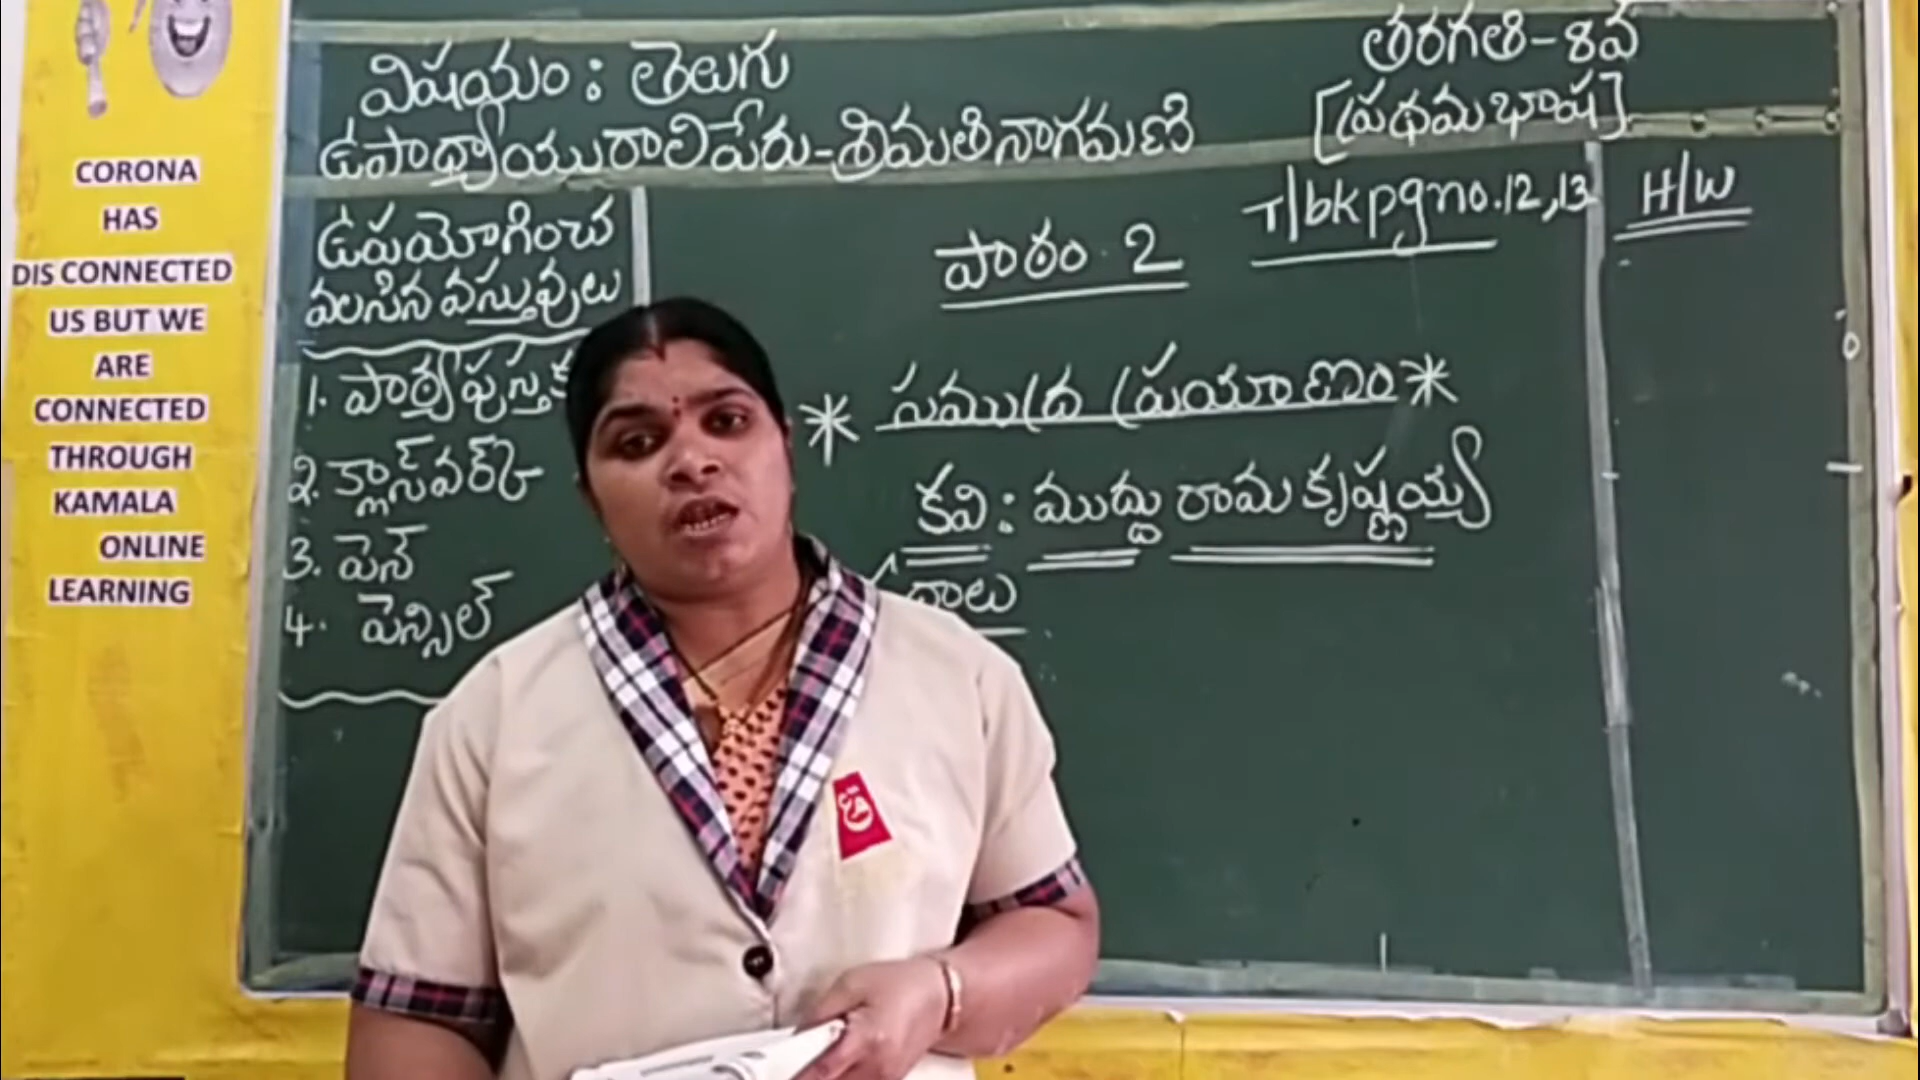 CORONA
HAS
DIS CONNECTED
US BUT WE
ARE
CONNECTED
THROUGH
KAMALA
ONLINE
LEARNING
విషయం : తెలుగు
ఉపాధ్యాయురాలిపేరు-శ్రీమతి నాగమణి
తరగతి-8వ
[ప్రథమ భాష]
ఉపయోగించ
వలసిన వస్తువులు
1. పాఠ్యపుస్తక
2. క్లాస్‌వర్క్
3. పెన్
4. పెన్సిల్
పాఠం 2
T/bk pg no. 12, 13
* సముద్ర ప్రయాణం *
కవి : ముద్దు రామకృష్ణయ్య
H/W